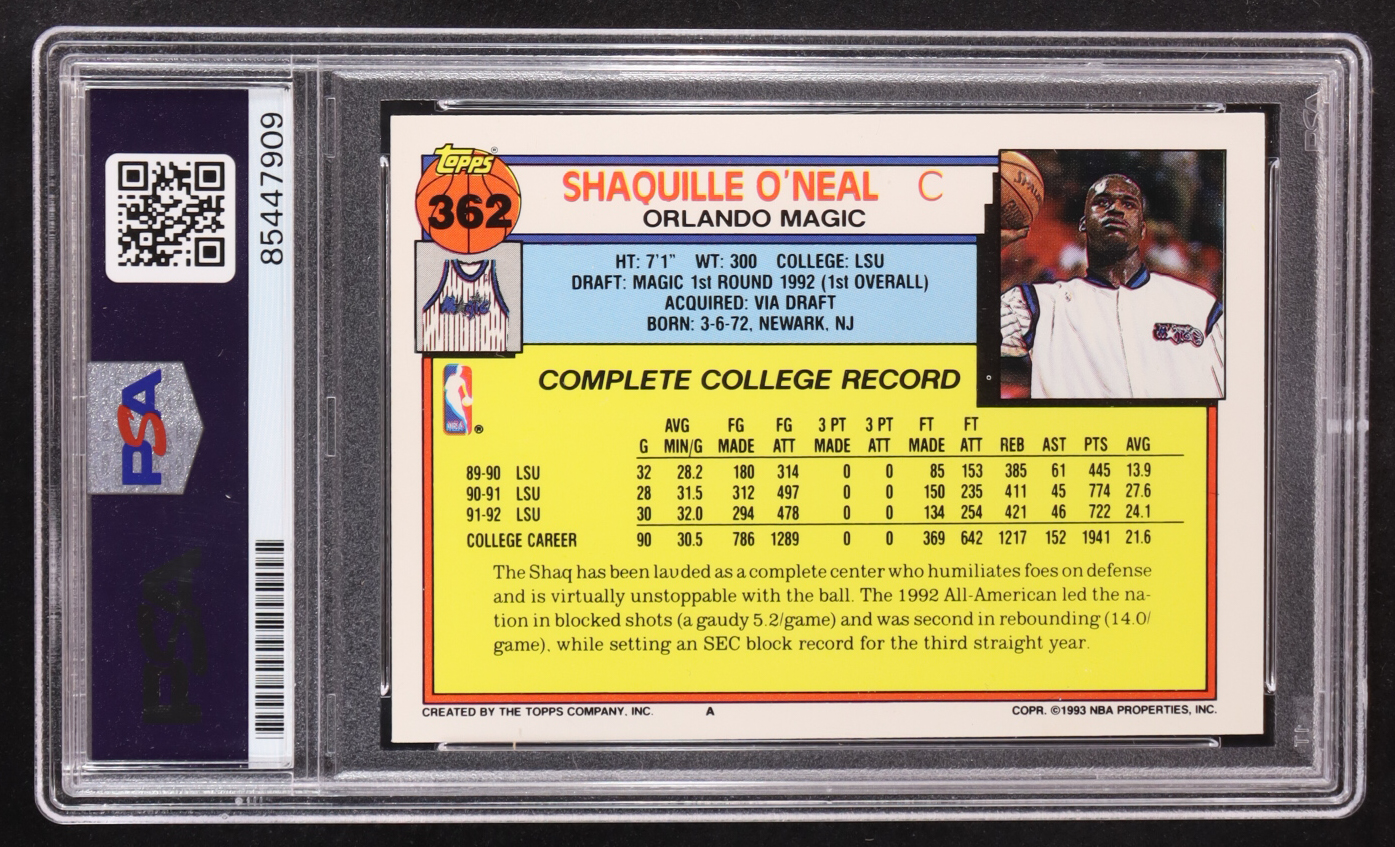 85447909
PSA
PSA
TOPPS®
362
SHAQUILLE O'NEAL C
ORLANDO MAGIC
HT: 7'1" WT: 300 COLLEGE: LSU
DRAFT: MAGIC 1st ROUND 1992 (1st OVERALL)
ACQUIRED: VIA DRAFT
BORN: 3-6-72, NEWARK, NJ
NBA ®
COMPLETE COLLEGE RECORD
AVG FG FG 3 PT 3 PT FT FT
G MIN/G MADE ATT MADE ATT MADE ATT REB AST PTS AVG
89-90 LSU 32 28.2 180 314 0 0 85 153 385 61 445 13.9
90-91 LSU 28 31.5 312 497 0 0 150 235 411 45 774 27.6
91-92 LSU 30 32.0 294 478 0 0 134 254 421 46 722 24.1
COLLEGE CAREER 90 30.5 786 1289 0 0 369 642 1217 152 1941 21.6
The Shaq has been lauded as a complete center who humiliates foes on defense
and is virtually unstoppable with the ball. The 1992 All-American led the na-
tion in blocked shots (a gaudy 5.2/game) and was second in rebounding (14.0/
game), while setting an SEC block record for the third straight year.
CREATED BY THE TOPPS COMPANY, INC. A COPR. ©1993 NBA PROPERTIES, INC.